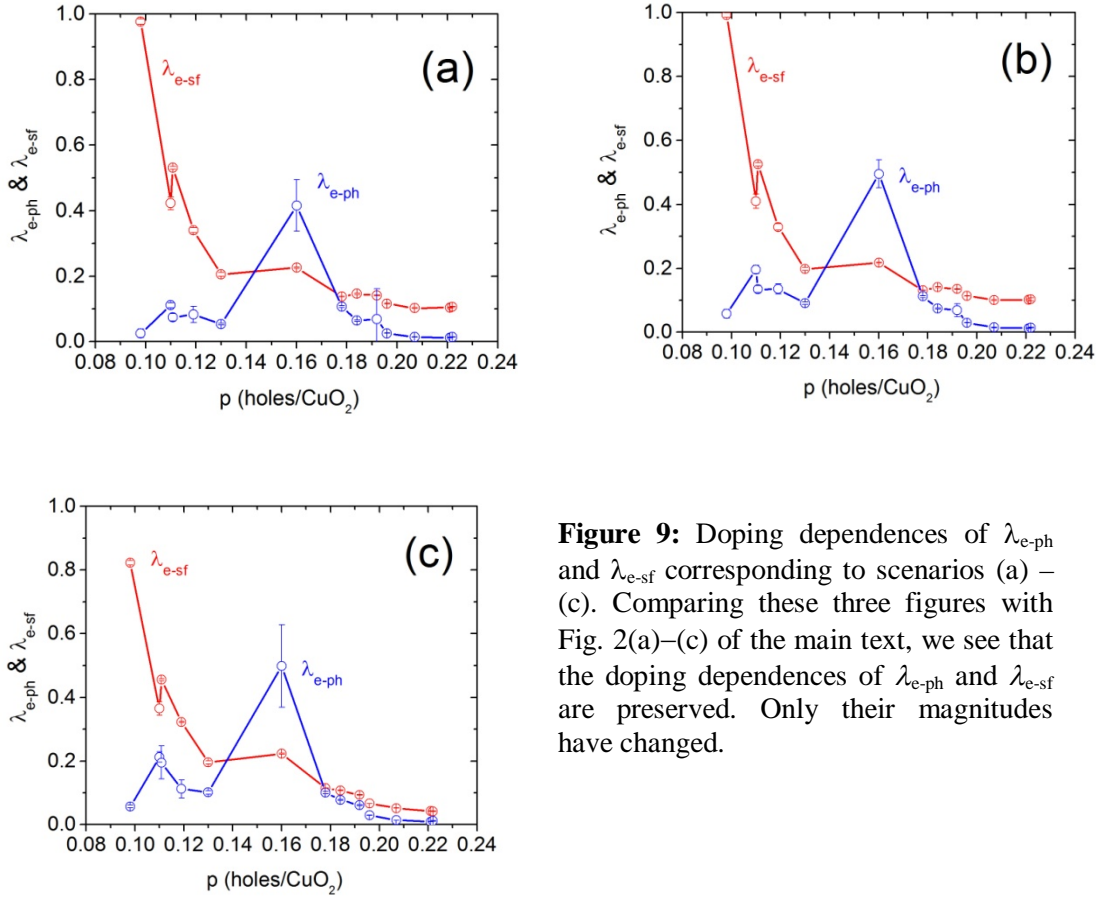 1.0
0.8
0.6
0.4
0.2
0.0
λe-ph & λe-sf
(a)
λe-sf
λe-ph
0.08 0.10 0.12 0.14 0.16 0.18 0.20 0.22 0.24
p (holes/CuO2)
1.0
0.8
0.6
0.4
0.2
0.0
λe-ph & λe-sf
(b)
λe-sf
λe-ph
0.08 0.10 0.12 0.14 0.16 0.18 0.20 0.22 0.24
p (holes/CuO2)
1.0
0.8
0.6
0.4
0.2
0.0
λe-ph & λe-sf
(c)
λe-sf
λe-ph
0.08 0.10 0.12 0.14 0.16 0.18 0.20 0.22 0.24
p (holes/CuO2)
Figure 9: Doping dependences of λe-ph
and λe-sf corresponding to scenarios (a) –
(c). Comparing these three figures with
Fig. 2(a)–(c) of the main text, we see that
the doping dependences of λe-ph and λe-sf
are preserved. Only their magnitudes
have changed.